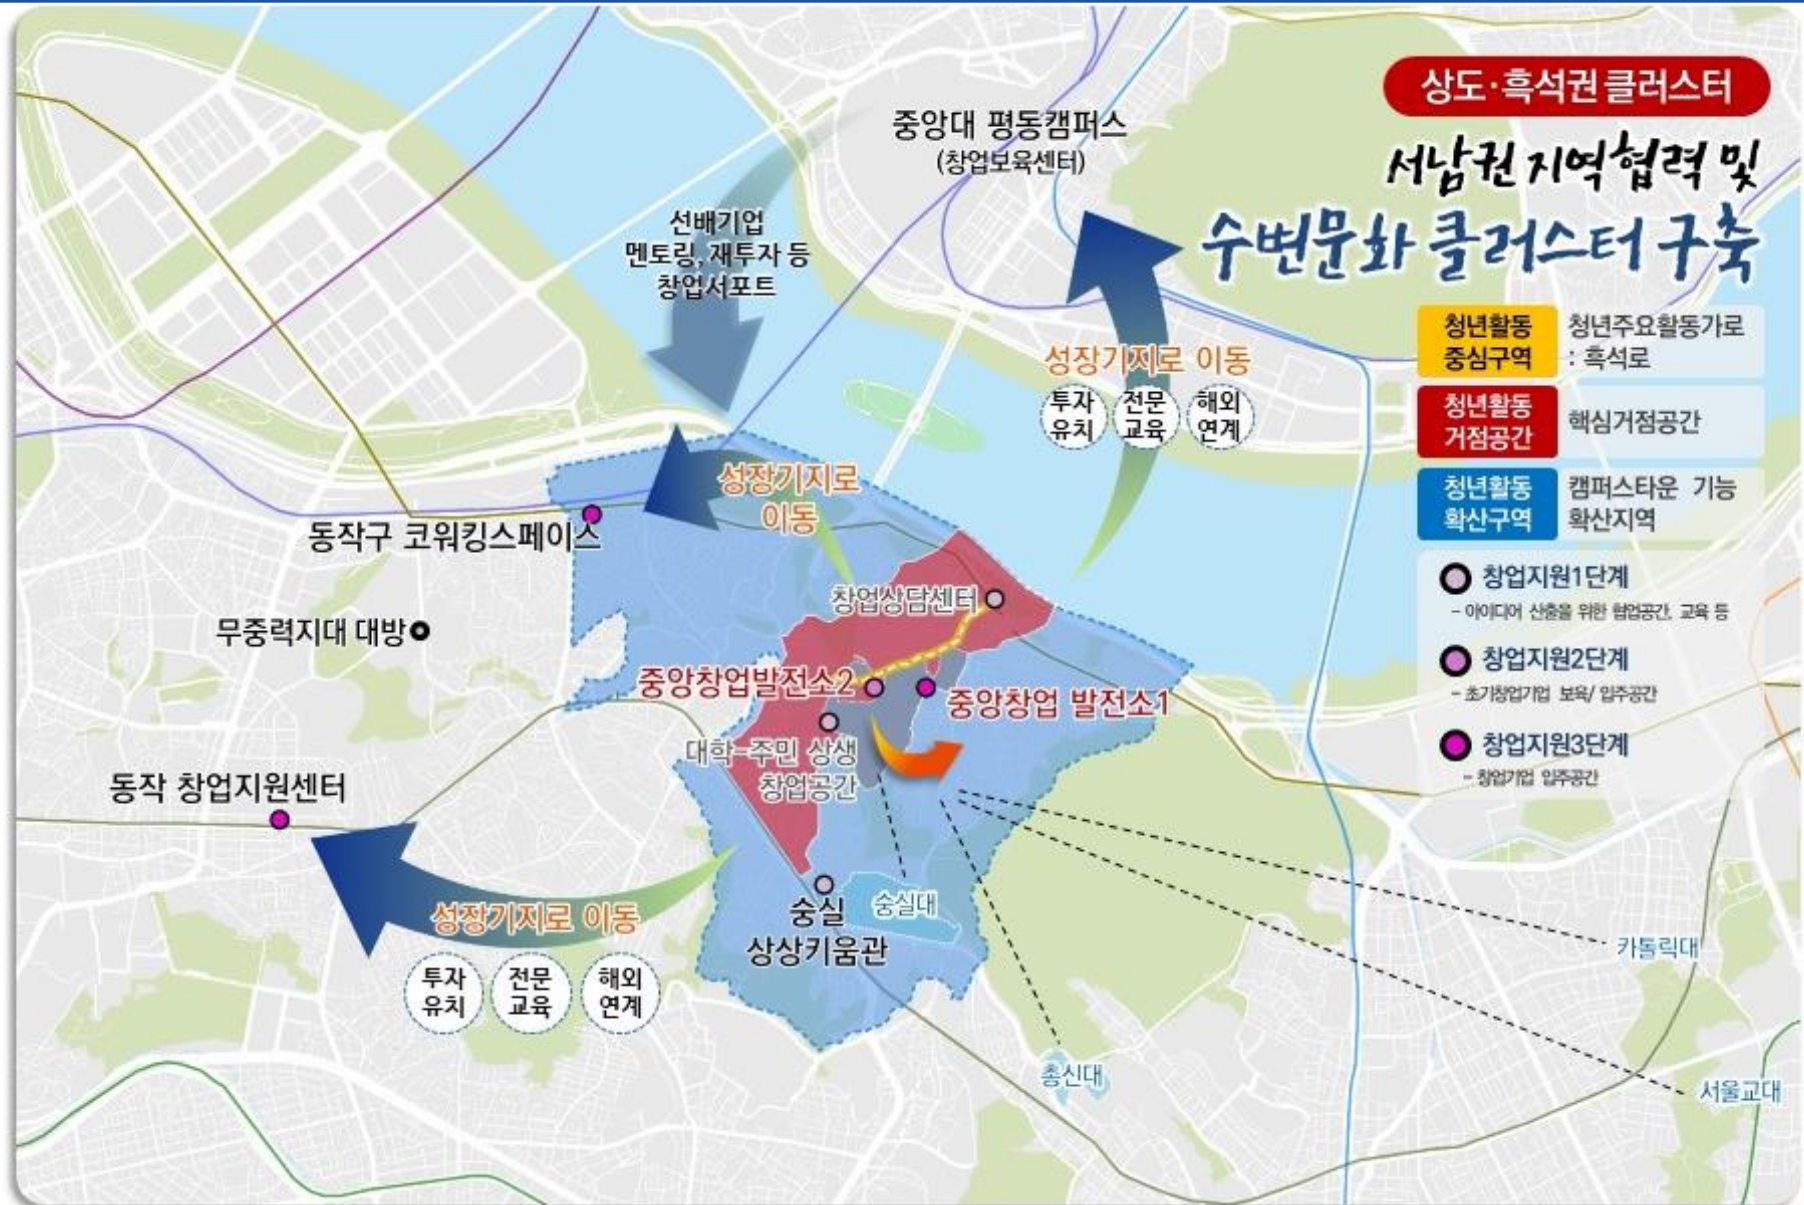 상도·흑석권 클러스터
서남권 지역협력 및
수변문화 클러스터 구축
중앙대 평동캠퍼스
(창업보육센터)
선배기업
멘토링, 재투자 등
창업서포트
성장기지로 이동
투자
유치
전문
교육
해외
연계
청년활동
중심구역
청년주요활동가로
: 흑석로
청년활동
거점공간
핵심거점공간
청년활동
확산구역
캠퍼스타운 기능
확산지역
창업지원1단계
- 아이디어 산출을 위한 협업공간, 교육 등
창업지원2단계
- 초기창업기업 보육/ 입주공간
창업지원3단계
- 창업기업 입주공간
성장기지로
이동
동작구 코워킹스페이스
창업상담센터
무중력지대 대방
중앙창업발전소2
중앙창업 발전소1
대학-주민 상생
창업공간
동작 창업지원센터
숭실
상상키움관
숭실대
성장기지로 이동
투자
유치
전문
교육
해외
연계
카톨릭대
총신대
서울교대